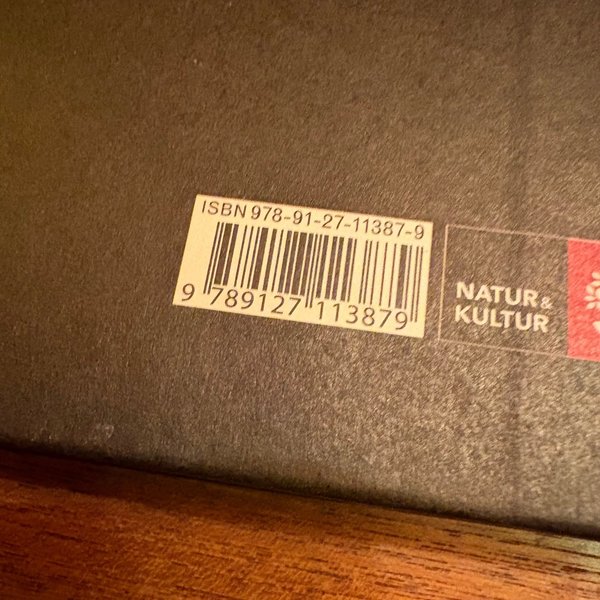 ISBN 978-91-27-11387-9
9 789127 113879
NATUR &
KULTUR